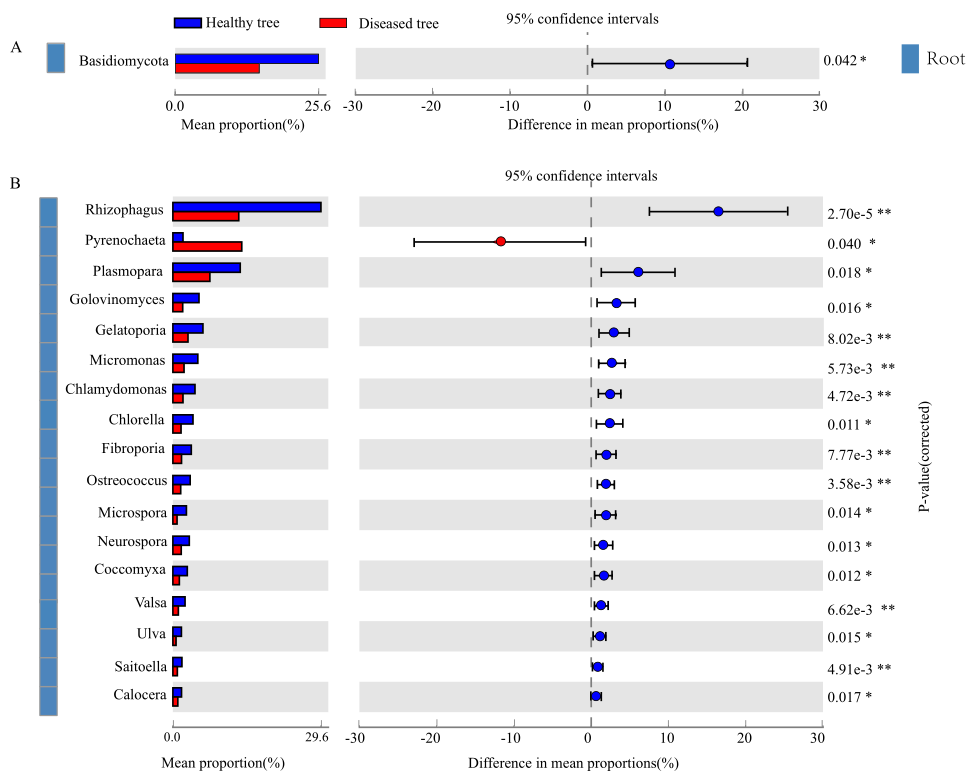 Healthy tree Diseased tree 95% confidence intervals
A
Basidiomycota 0.042 * Root
0.0 25.6 -30 -20 -10 0 10 20 30
Mean proportion(%) Difference in mean proportions(%)
B
95% confidence intervals
Rhizophagus 2.70e-5 **
Pyrenochaeta 0.040 *
Plasmopara 0.018 *
Golovinomyces 0.016 *
Gelatoporia 8.02e-3 **
Micromonas 5.73e-3 **
Chlamydomonas 4.72e-3 **
Chlorella 0.011 *
Fibroporia 7.77e-3 **
Ostreococcus 3.58e-3 **
Microspora 0.014 *
Neurospora 0.013 *
Coccomyxa 0.012 *
Valsa 6.62e-3 **
Ulva 0.015 *
Saitoella 4.91e-3 **
Calocera 0.017 *
P-value(corrected)
0.0 29.6 -30 -20 -10 0 10 20 30
Mean proportion(%) Difference in mean proportions(%)